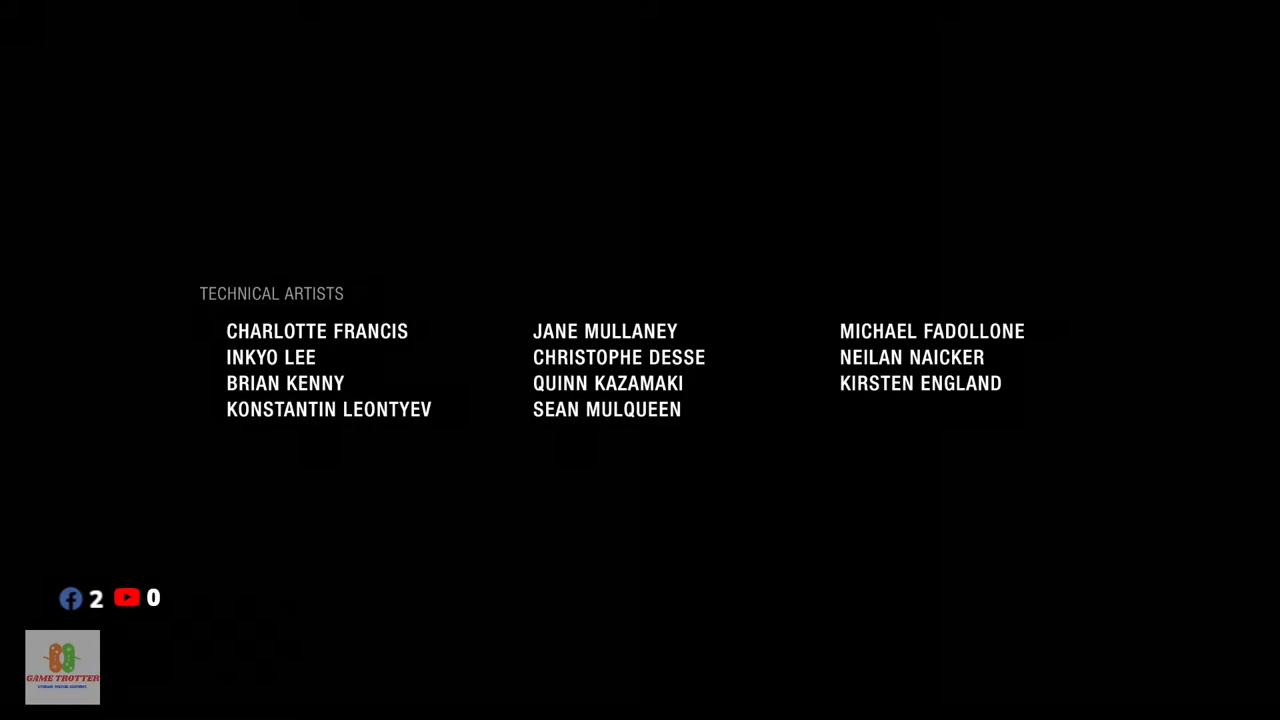 TECHNICAL ARTISTS
CHARLOTTE FRANCIS
INKYO LEE
BRIAN KENNY
KONSTANTIN LEONTYEV
JANE MULLANEY
CHRISTOPHE DESSE
QUINN KAZAMAKI
SEAN MULQUEEN
MICHAEL FADOLLONE
NEILAN NAICKER
KIRSTEN ENGLAND
2 0
GAME TROTTER